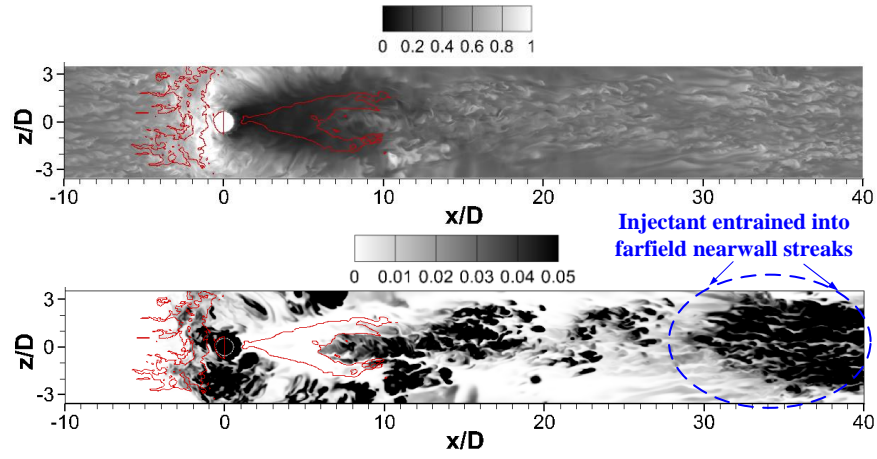 0 0.2 0.4 0.6 0.8 1
3
0
-3
z/D
-10 0 10 20 30 40
x/D
Injectant entrained into
farfield nearwall streaks
0 0.01 0.02 0.03 0.04 0.05
3
0
-3
z/D
-10 0 10 20 30 40
x/D